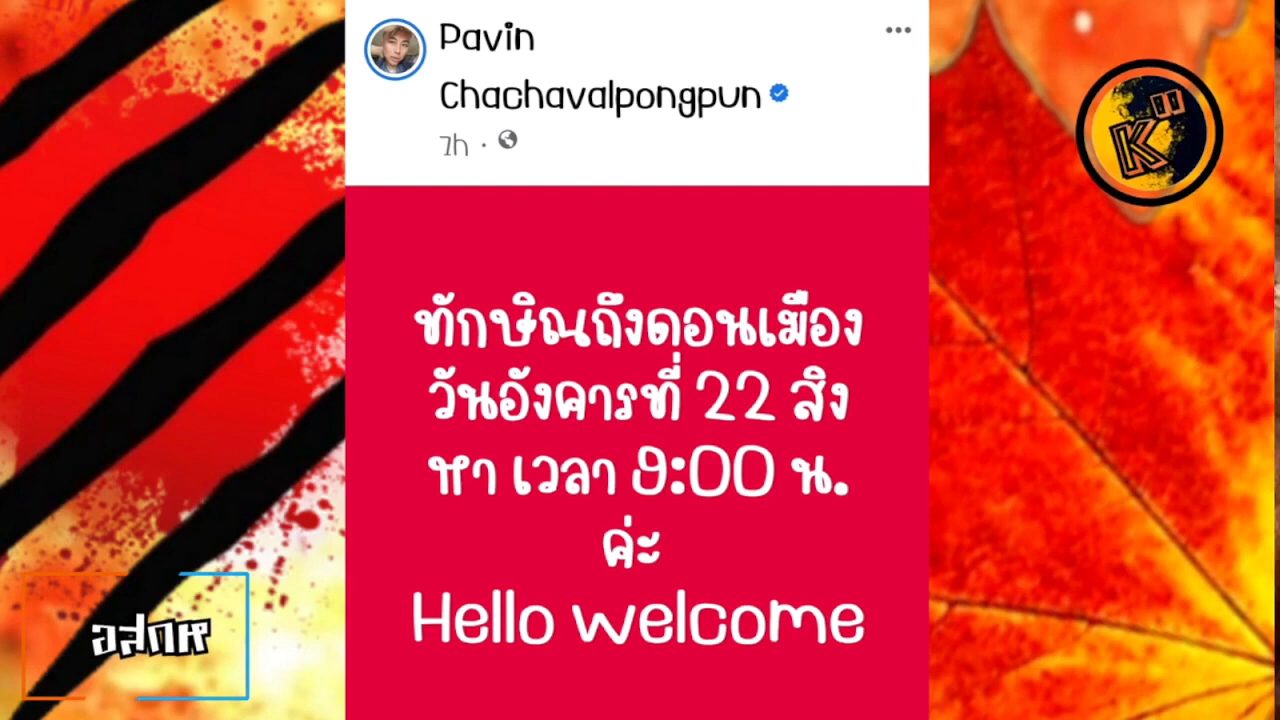 Pavin
Chachavalpongpun
7h ·
K"
ทักษิณถึงดอนเมือง
วันอังคารที่ 22 สิง
หา เวลา 9:00 น.
ค่ะ
Hello welcome
อสกห